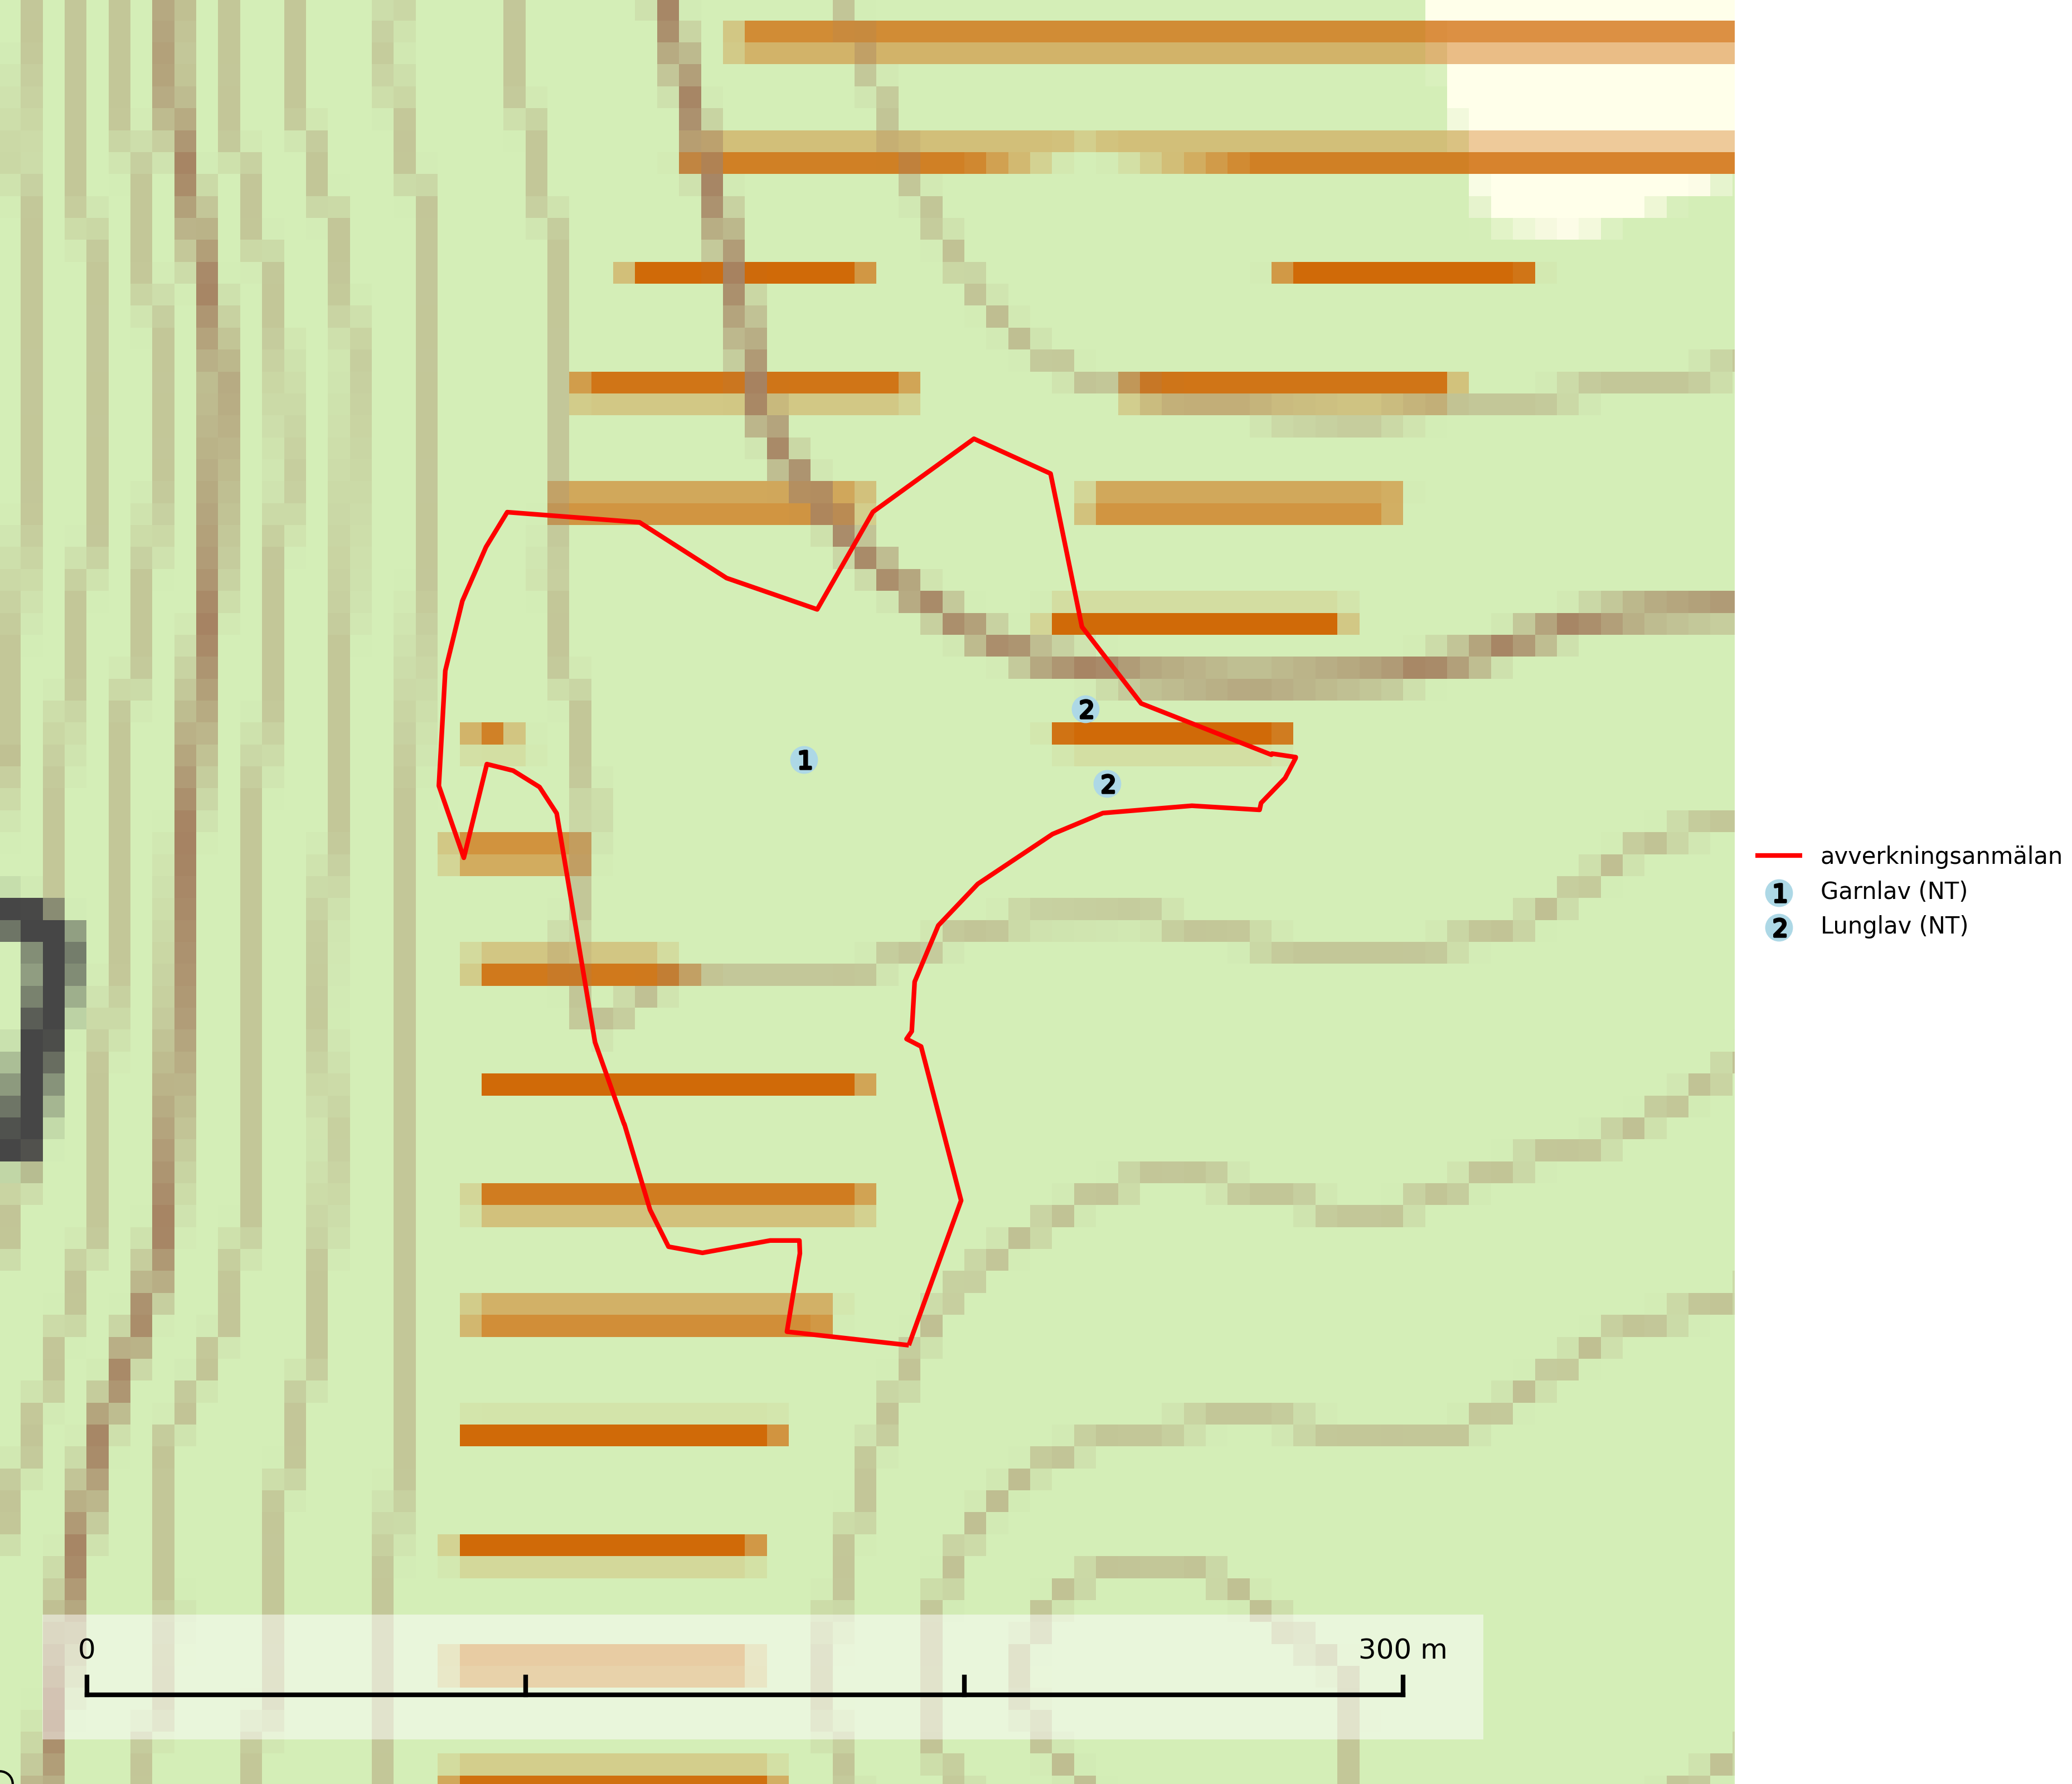 2
1
2
avverkningsanmälan
1 Garnlav (NT)
2 Lunglav (NT)
0 300 m